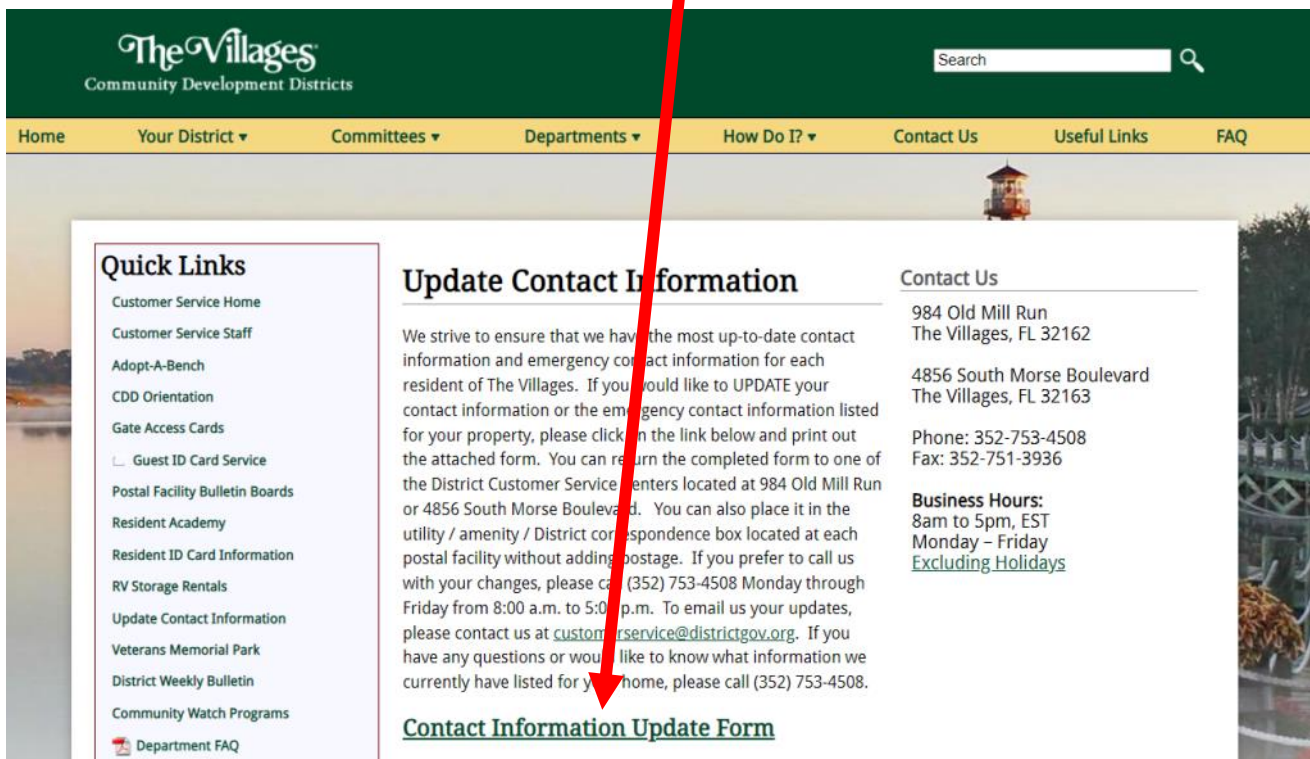 The Villages
Community Development Districts
Search
Home Your District ▾ Committees ▾ Departments ▾ How Do I? ▾ Contact Us Useful Links FAQ
Quick Links
Customer Service Home
Customer Service Staff
Adopt-A-Bench
CDD Orientation
Gate Access Cards
Guest ID Card Service
Postal Facility Bulletin Boards
Resident Academy
Resident ID Card Information
RV Storage Rentals
Update Contact Information
Veterans Memorial Park
District Weekly Bulletin
Community Watch Programs
Department FAQ
Update Contact Information
We strive to ensure that we have the most up-to-date contact
information and emergency contact information for each
resident of The Villages. If you would like to UPDATE your
contact information or the emergency contact information listed
for your property, please click on the link below and print out
the attached form. You can return the completed form to one of
the District Customer Service Centers located at 984 Old Mill Run
or 4856 South Morse Boulevard. You can also place it in the
utility / amenity / District correspondence box located at each
postal facility without adding postage. If you prefer to call us
with your changes, please call (352) 753-4508 Monday through
Friday from 8:00 a.m. to 5:00 p.m. To email us your updates,
please contact us at customerservice@districtgov.org. If you
have any questions or would like to know what information we
currently have listed for your home, please call (352) 753-4508.
Contact Information Update Form
Contact Us
984 Old Mill Run
The Villages, FL 32162
4856 South Morse Boulevard
The Villages, FL 32163
Phone: 352-753-4508
Fax: 352-751-3936
Business Hours:
8am to 5pm, EST
Monday – Friday
Excluding Holidays